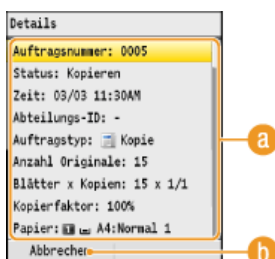 Details
Auftragsnummer: 0005
Status: Kopieren
Zeit: 03/03 11:30AM
Abteilungs-ID: -
Auftragstyp: Kopie
Anzahl Originale: 15
Blätter x Kopien: 15 x 1/1
Kopierfaktor: 100%
Papier: 1 A4:Normal 1
Abbrechen
a
b